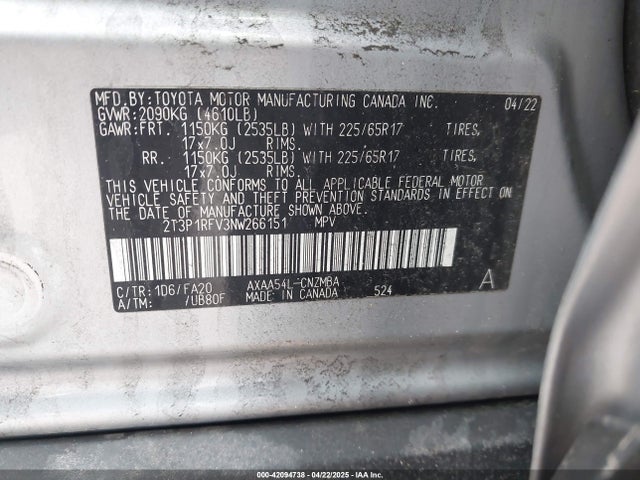 MFD.BY:TOYOTA MOTOR MANUFACTURING CANADA INC. 04/22
GVWR:2090KG (4610LB)
GAWR:FRT. 1150KG (2535LB) WITH 225/65R17 TIRES,
17x7.0J RIMS.
RR. 1150KG (2535LB) WITH 225/65R17 TIRES,
17x7.0J RIMS.
THIS VEHICLE CONFORMS TO ALL APPLICABLE FEDERAL MOTOR
VEHICLE SAFETY AND THEFT PREVENTION STANDARDS IN EFFECT ON
THE DATE OF MANUFACTURE SHOWN ABOVE.
2T3P1RFV3NW266151 MPV
C/TR: 1D6/FA20 AXAA54L-CNZMBA A
A/TM: /UB80F MADE IN CANADA 524
000-42094738 - 04/22/2025 - IAA Inc.